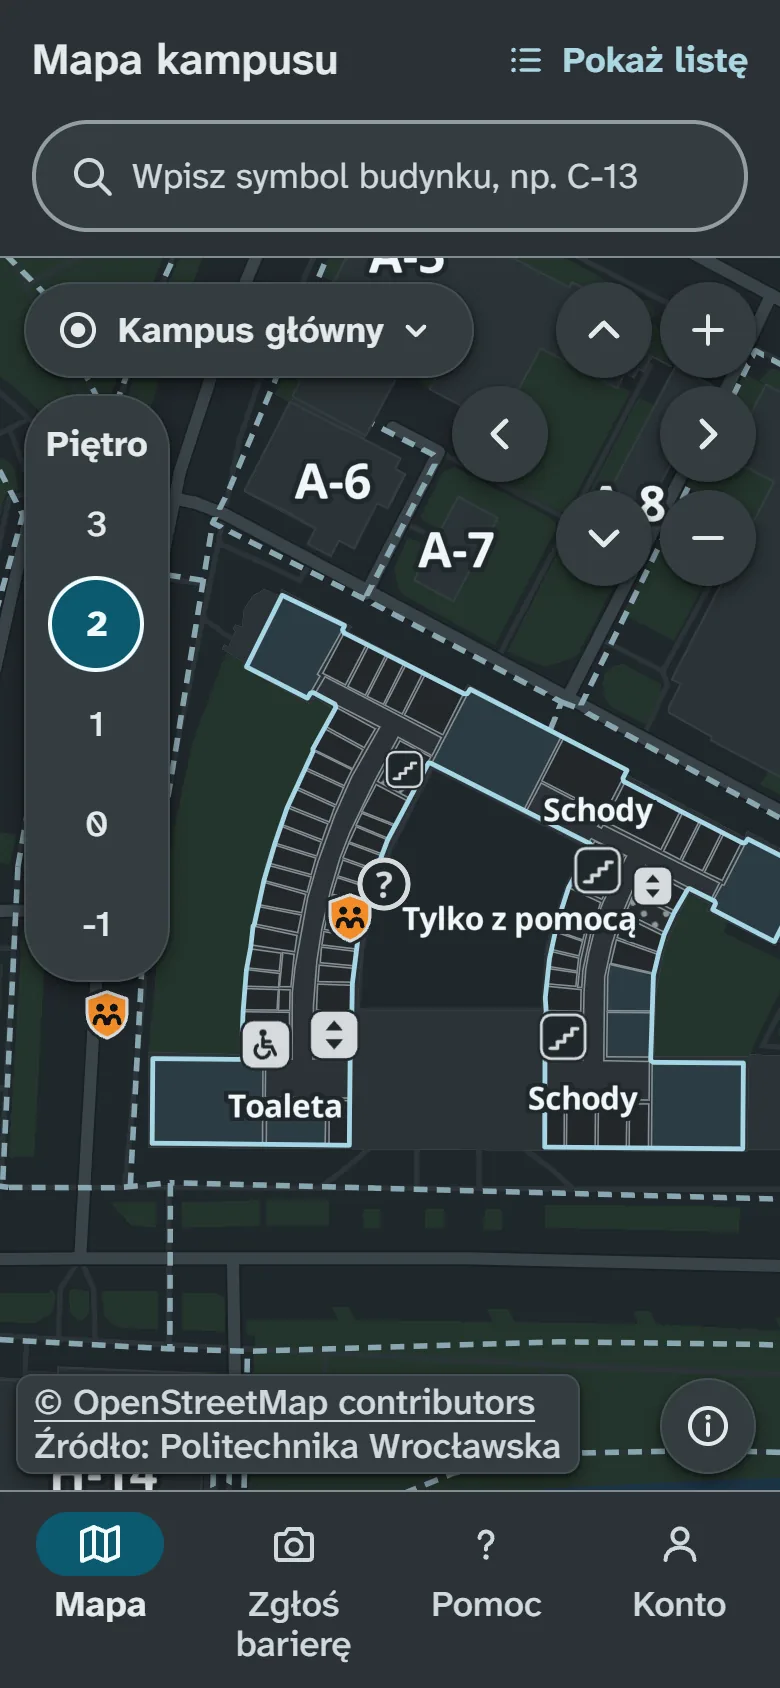 Mapa kampusu
Pokaż listę
Wpisz symbol budynku, np. C-13
Kampus główny
Piętro
3
2
1
0
-1
A-6
A-7
8
Schody
?
Tylko z pomocą
Toaleta
Schody
© OpenStreetMap contributors
Źródło: Politechnika Wrocławska
Mapa
Zgłoś
barierę
?
Pomoc
Konto